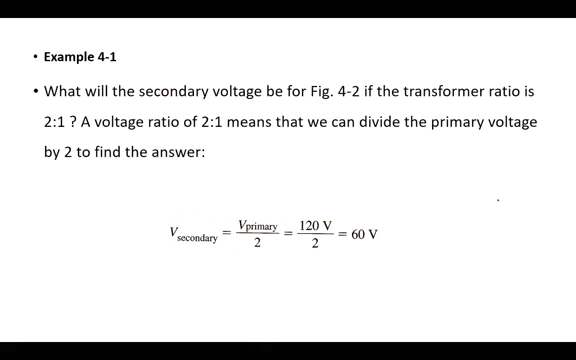 • Example 4-1
• What will the secondary voltage be for Fig. 4-2 if the transformer ratio is
2:1 ? A voltage ratio of 2:1 means that we can divide the primary voltage
by 2 to find the answer:
V_secondary = V_primary / 2 = 120 V / 2 = 60 V